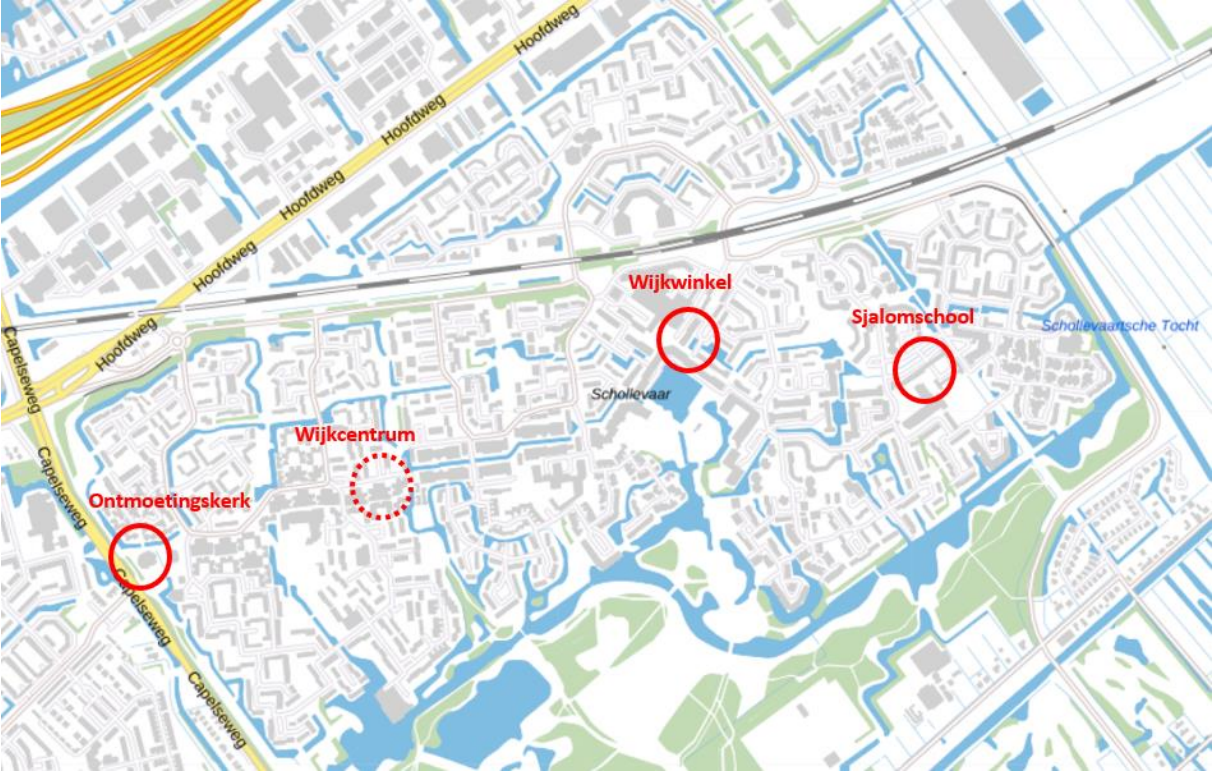 Hoofdweg
Hoofdweg
Hoofdweg
Hoofdweg
Wijkwinkel
Sjalomschool
Schollevaartsche Tocht
Hoofdweg
Capelseweg
Schollevaar
Wijkcentrum
Capelseweg
Ontmoetingskerk
Capelseweg
Capelseweg